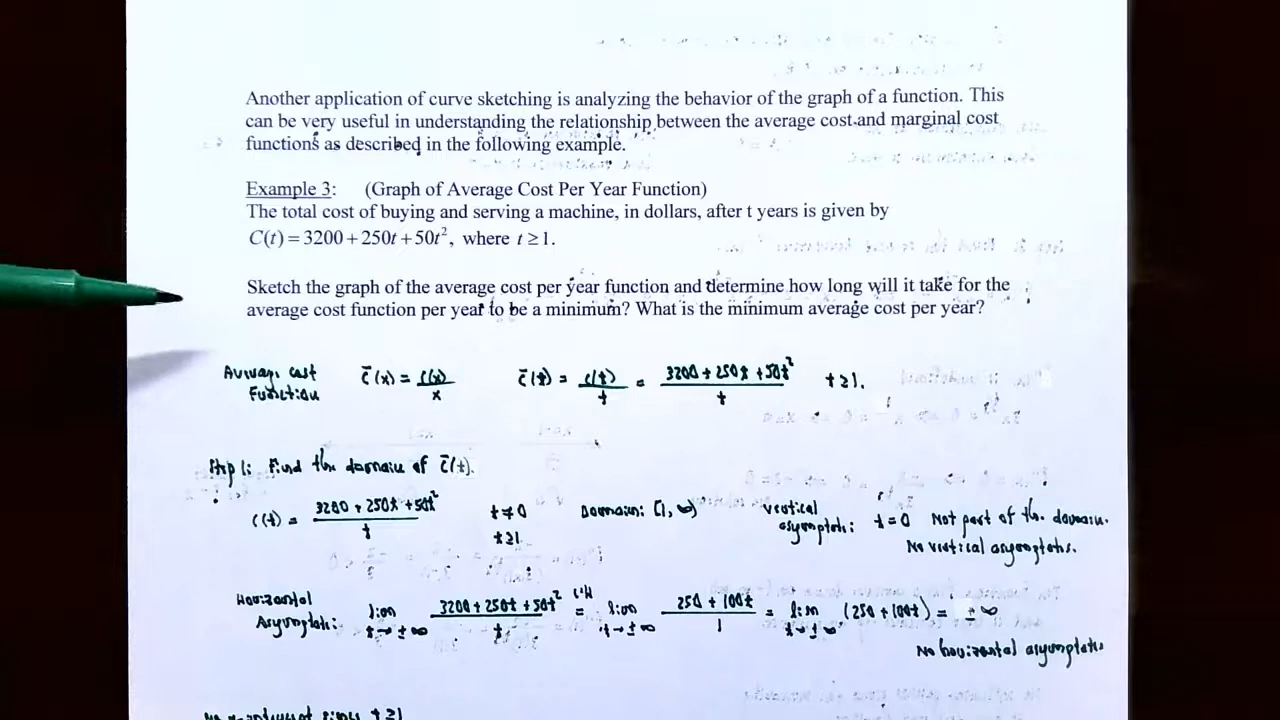 Another application of curve sketching is analyzing the behavior of the graph of a function. This
can be very useful in understanding the relationship between the average cost and marginal cost
functions as described in the following example.
Example 3: (Graph of Average Cost Per Year Function)
The total cost of buying and serving a machine, in dollars, after t years is given by
C(t) = 3200 + 250t + 50t², where t ≥ 1.
Sketch the graph of the average cost per year function and determine how long will it take for the
average cost function per year to be a minimum? What is the minimum average cost per year?
Average cost Function C̄(x) = C(x)/x C̄(t) = C(t)/t = (3200 + 250t + 50t²)/t t ≥ 1.
Step 1: Find the domain of C̄(t).
C(t) = (3200 + 250t + 50t²)/t t ≠ 0 t ≥ 1 Domain: [1, ∞) Vertical asymptote: t = 0 Not part of the domain.
No vertical asymptotes.
Horizontal Asymptote: lim t→±∞ (3200 + 250t + 50t²)/t L'H = lim t→±∞ (250 + 100t)/1 = lim t→±∞ (250 + 100t) = ±∞
No horizontal asymptotes
No x-intercept since t ≥ 1